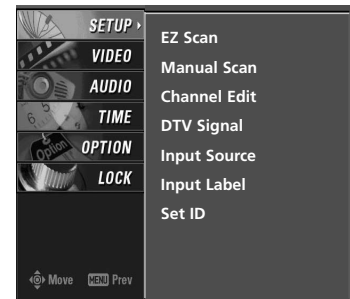 SETUP
VIDEO
AUDIO
TIME
OPTION
LOCK
Move MENU Prev
EZ Scan
Manual Scan
Channel Edit
DTV Signal
Input Source
Input Label
Set ID